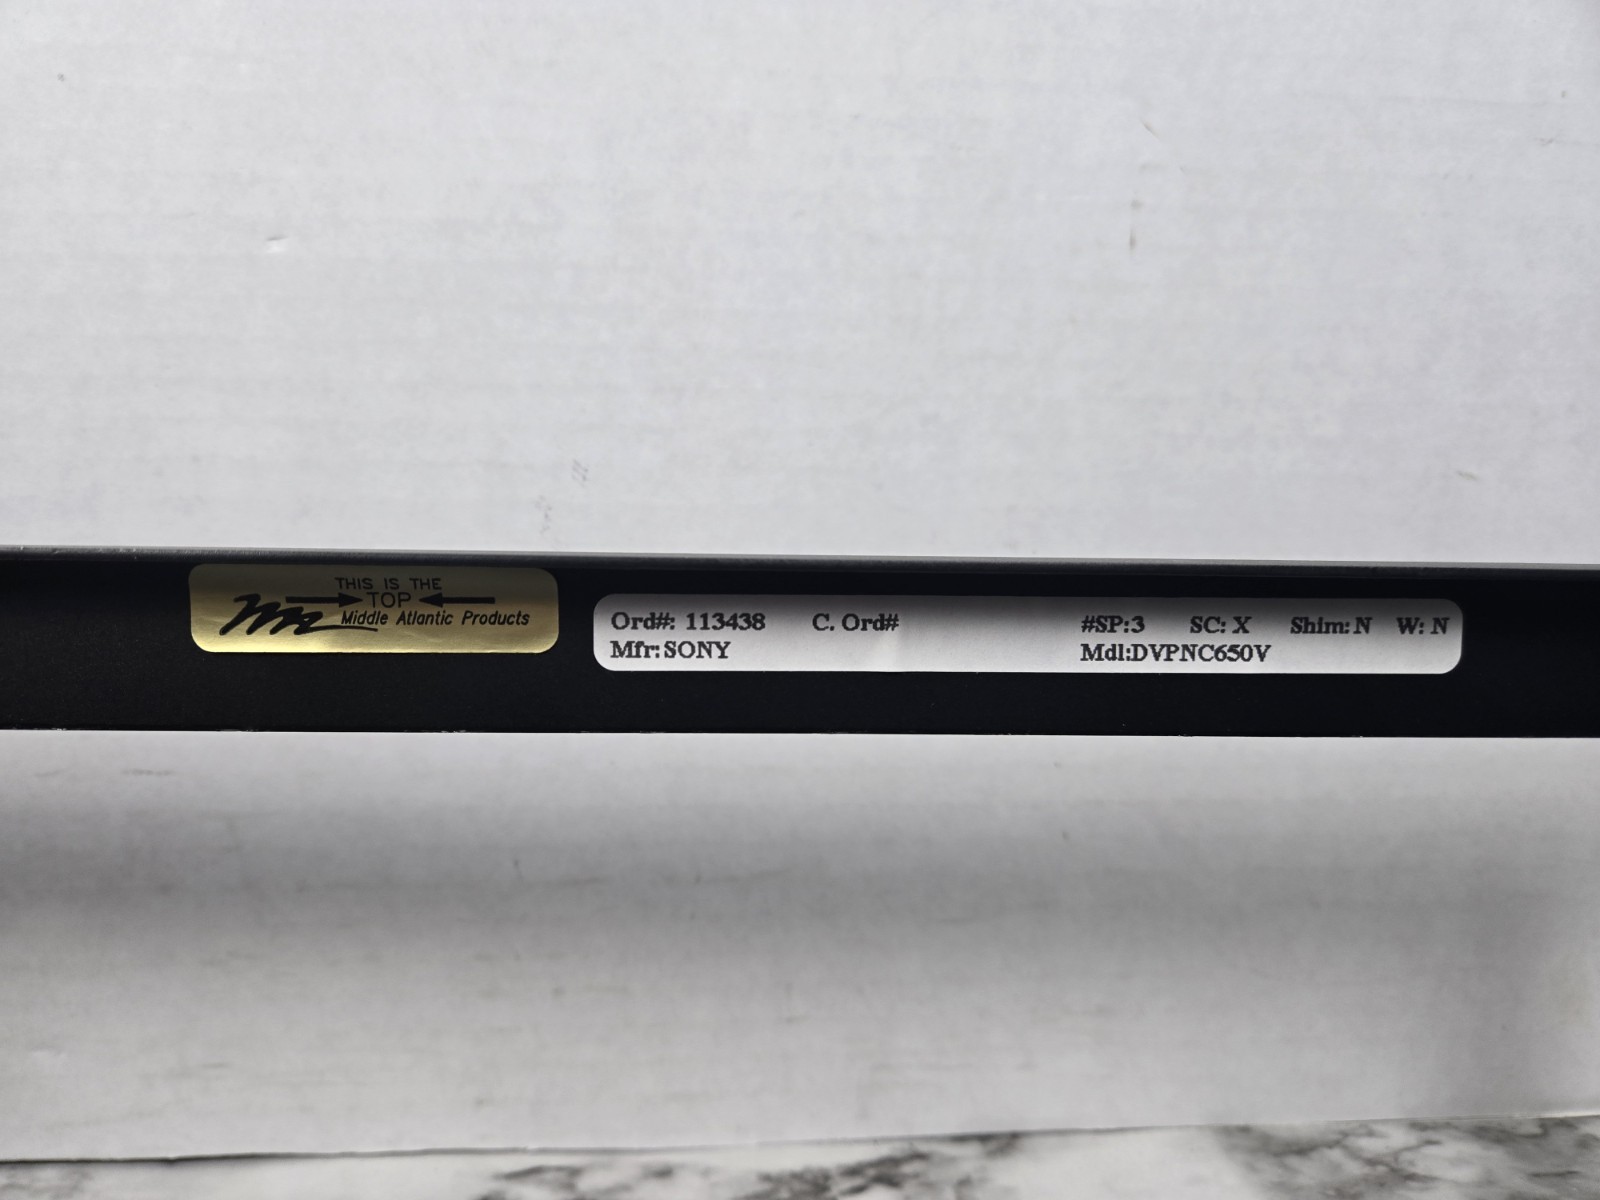 THIS IS THE
TOP
Middle Atlantic Products
Ord#: 113438 C. Ord# #SP:3 SC: X Shim: N W: N
Mfr: SONY Mdl:DVPNC650V